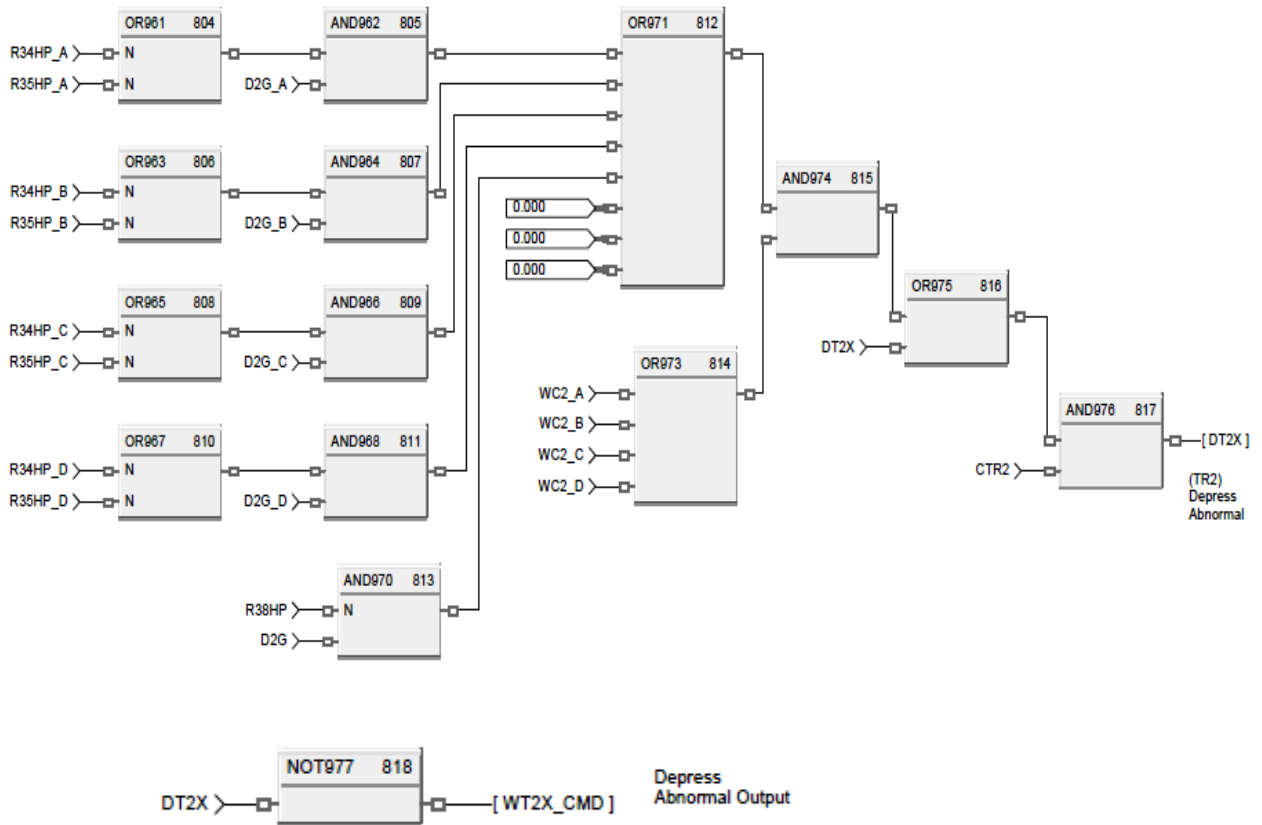 OR961 804
R34HP_A N
R35HP_A N
AND962 805
D2G_A
OR971 812
0.000
0.000
0.000
OR963 806
R34HP_B N
R35HP_B N
AND964 807
D2G_B
AND974 815
OR965 808
R34HP_C N
R35HP_C N
AND966 809
D2G_C
OR975 816
DT2X
OR973 814
WC2_A
WC2_B
WC2_C
WC2_D
OR967 810
R34HP_D N
R35HP_D N
AND968 811
D2G_D
AND976 817
CTR2
[ DT2X ]
(TR2)
Depress
Abnormal
AND970 813
R38HP N
D2G
NOT977 818
DT2X
[ WT2X_CMD ]
Depress
Abnormal Output